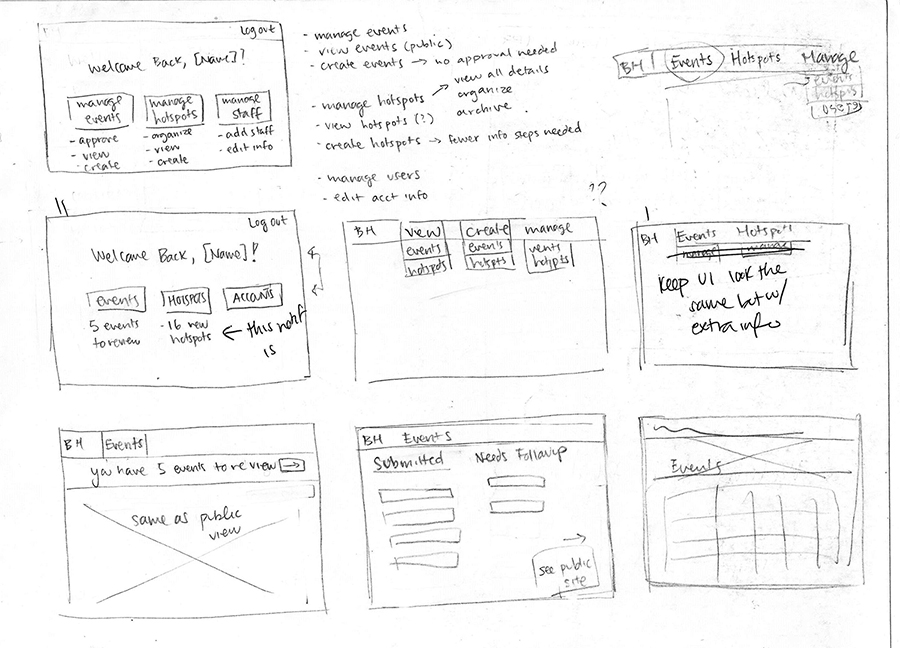 Log out
Welcome Back, [Name]?
manage events
manage hotspots
manage staff
- approve
- view
- create
- organize
- view
- create
- add staff
- edit info
- manage events
- view events (public)
- create events → no approval needed
- manage hotspots → view all details
organize
archive
- view hotspots (?)
- create hotspots → fewer info steps needed
- manage users
- edit acct info
BH | Events Hotspots Manage
events
hotspots
users
Log out
Welcome Back, [Name]!
events
HOTSPOTS
ACCOUNTS
5 events
to review
- 16 new
hotspots
← this notif
is
??
BH view create manage
events events
hotspots hotspots
BH Events Hotspots
manage manage
Keep UI look the
same but w/
extra info
BH Events
you have 5 events to review →
same as public
view
BH Events
Submitted Needs Followup
→
see public
site
Events